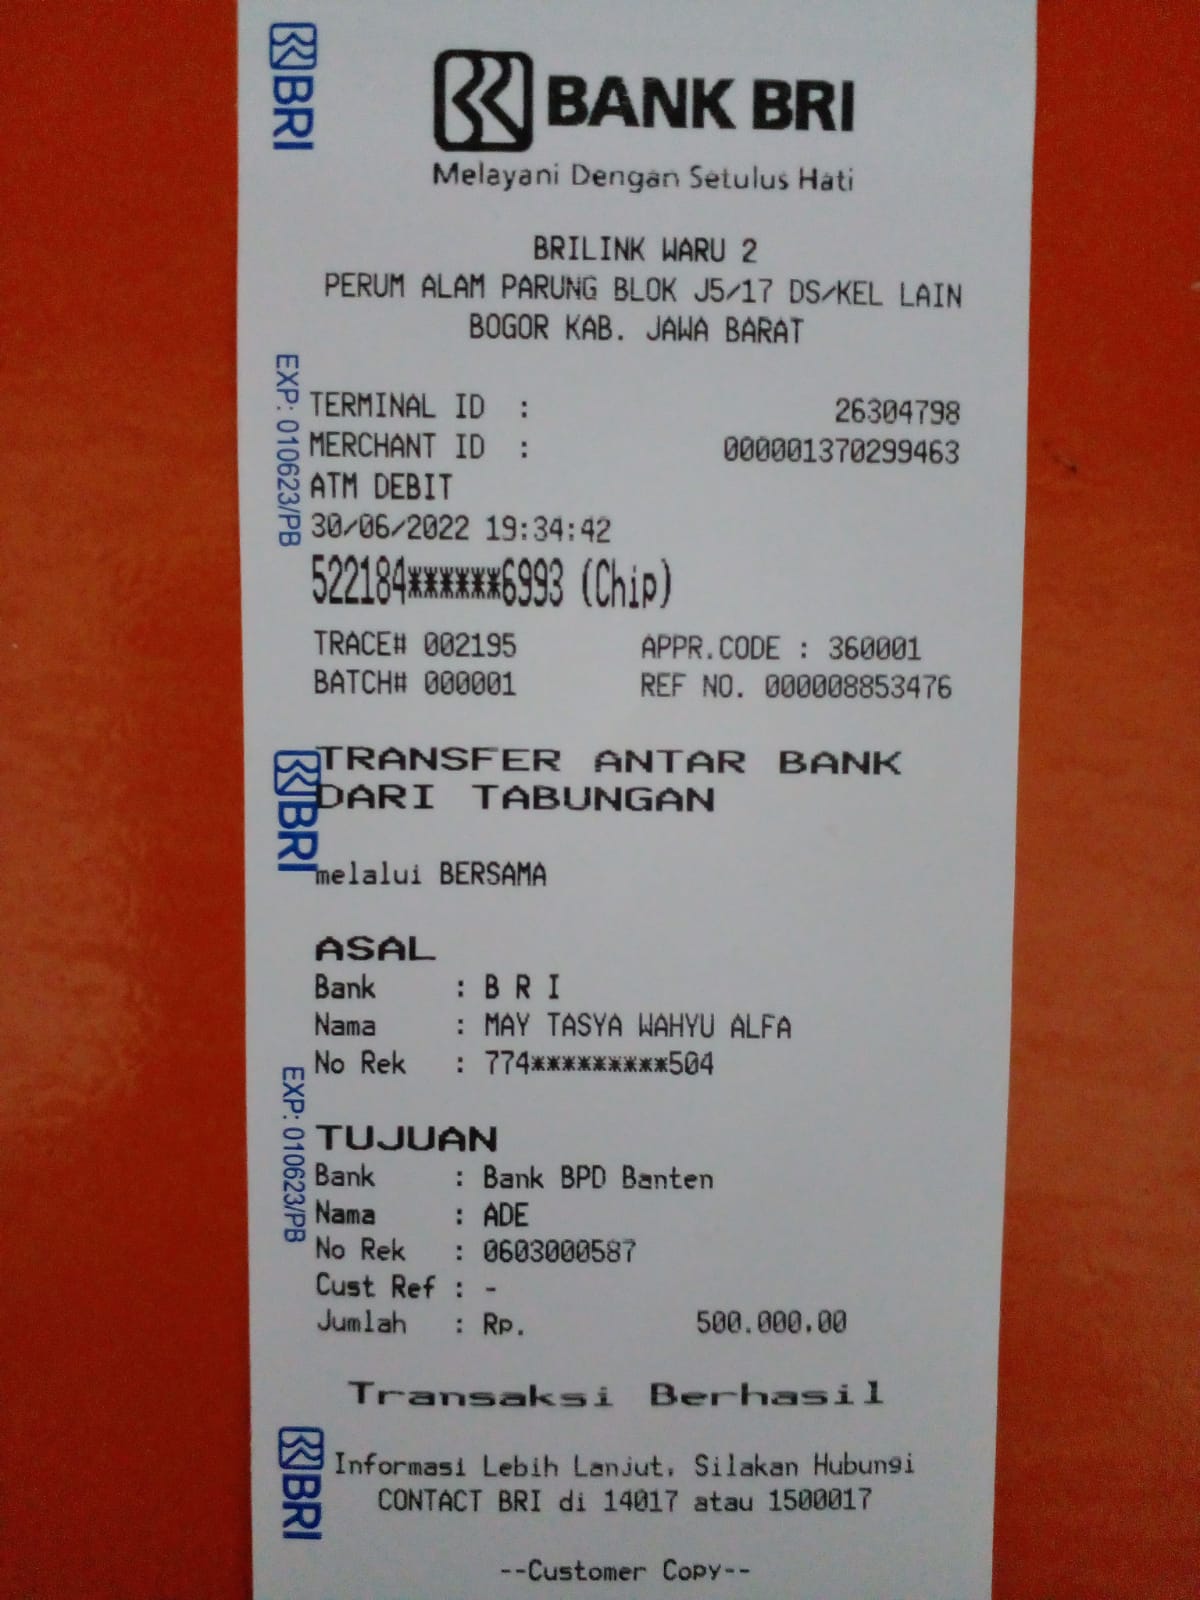 BRI
BANK BRI
Melayani Dengan Setulus Hati
BRILINK WARU 2
PERUM ALAM PARUNG BLOK J5/17 DS/KEL LAIN
BOGOR KAB. JAWA BARAT
EXP: 010623/PB
TERMINAL ID : 26304798
MERCHANT ID : 000001370299463
ATM DEBIT
30/06/2022 19:34:42
522184******6993 (Chip)
TRACE# 002195 APPR.CODE : 360001
BATCH# 000001 REF NO. 000008853476
TRANSFER ANTAR BANK
DARI TABUNGAN
BRI
melalui BERSAMA
ASAL
Bank : B R I
Nama : MAY TASYA WAHYU ALFA
No Rek : 774*********504
EXP: 010623/PB
TUJUAN
Bank : Bank BPD Banten
Nama : ADE
No Rek : 0603000587
Cust Ref : -
Jumlah : Rp. 500.000,00
Transaksi Berhasil
BRI
Informasi Lebih Lanjut, Silakan Hubungi
CONTACT BRI di 14017 atau 1500017
--Customer Copy--